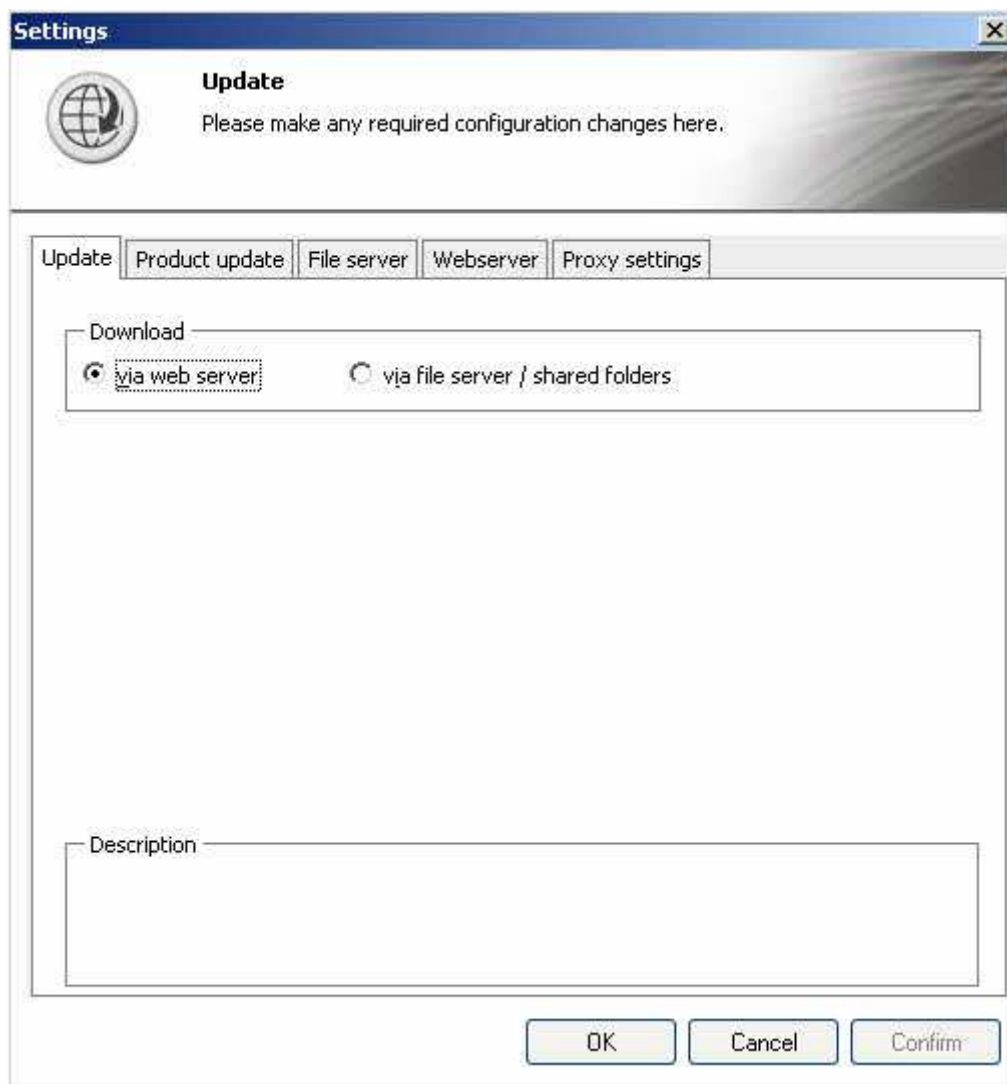 Settings
Update
Please make any required configuration changes here.
Update Product update File server Webserver Proxy settings
Download
via web server via file server / shared folders
Description
OK Cancel Confirm